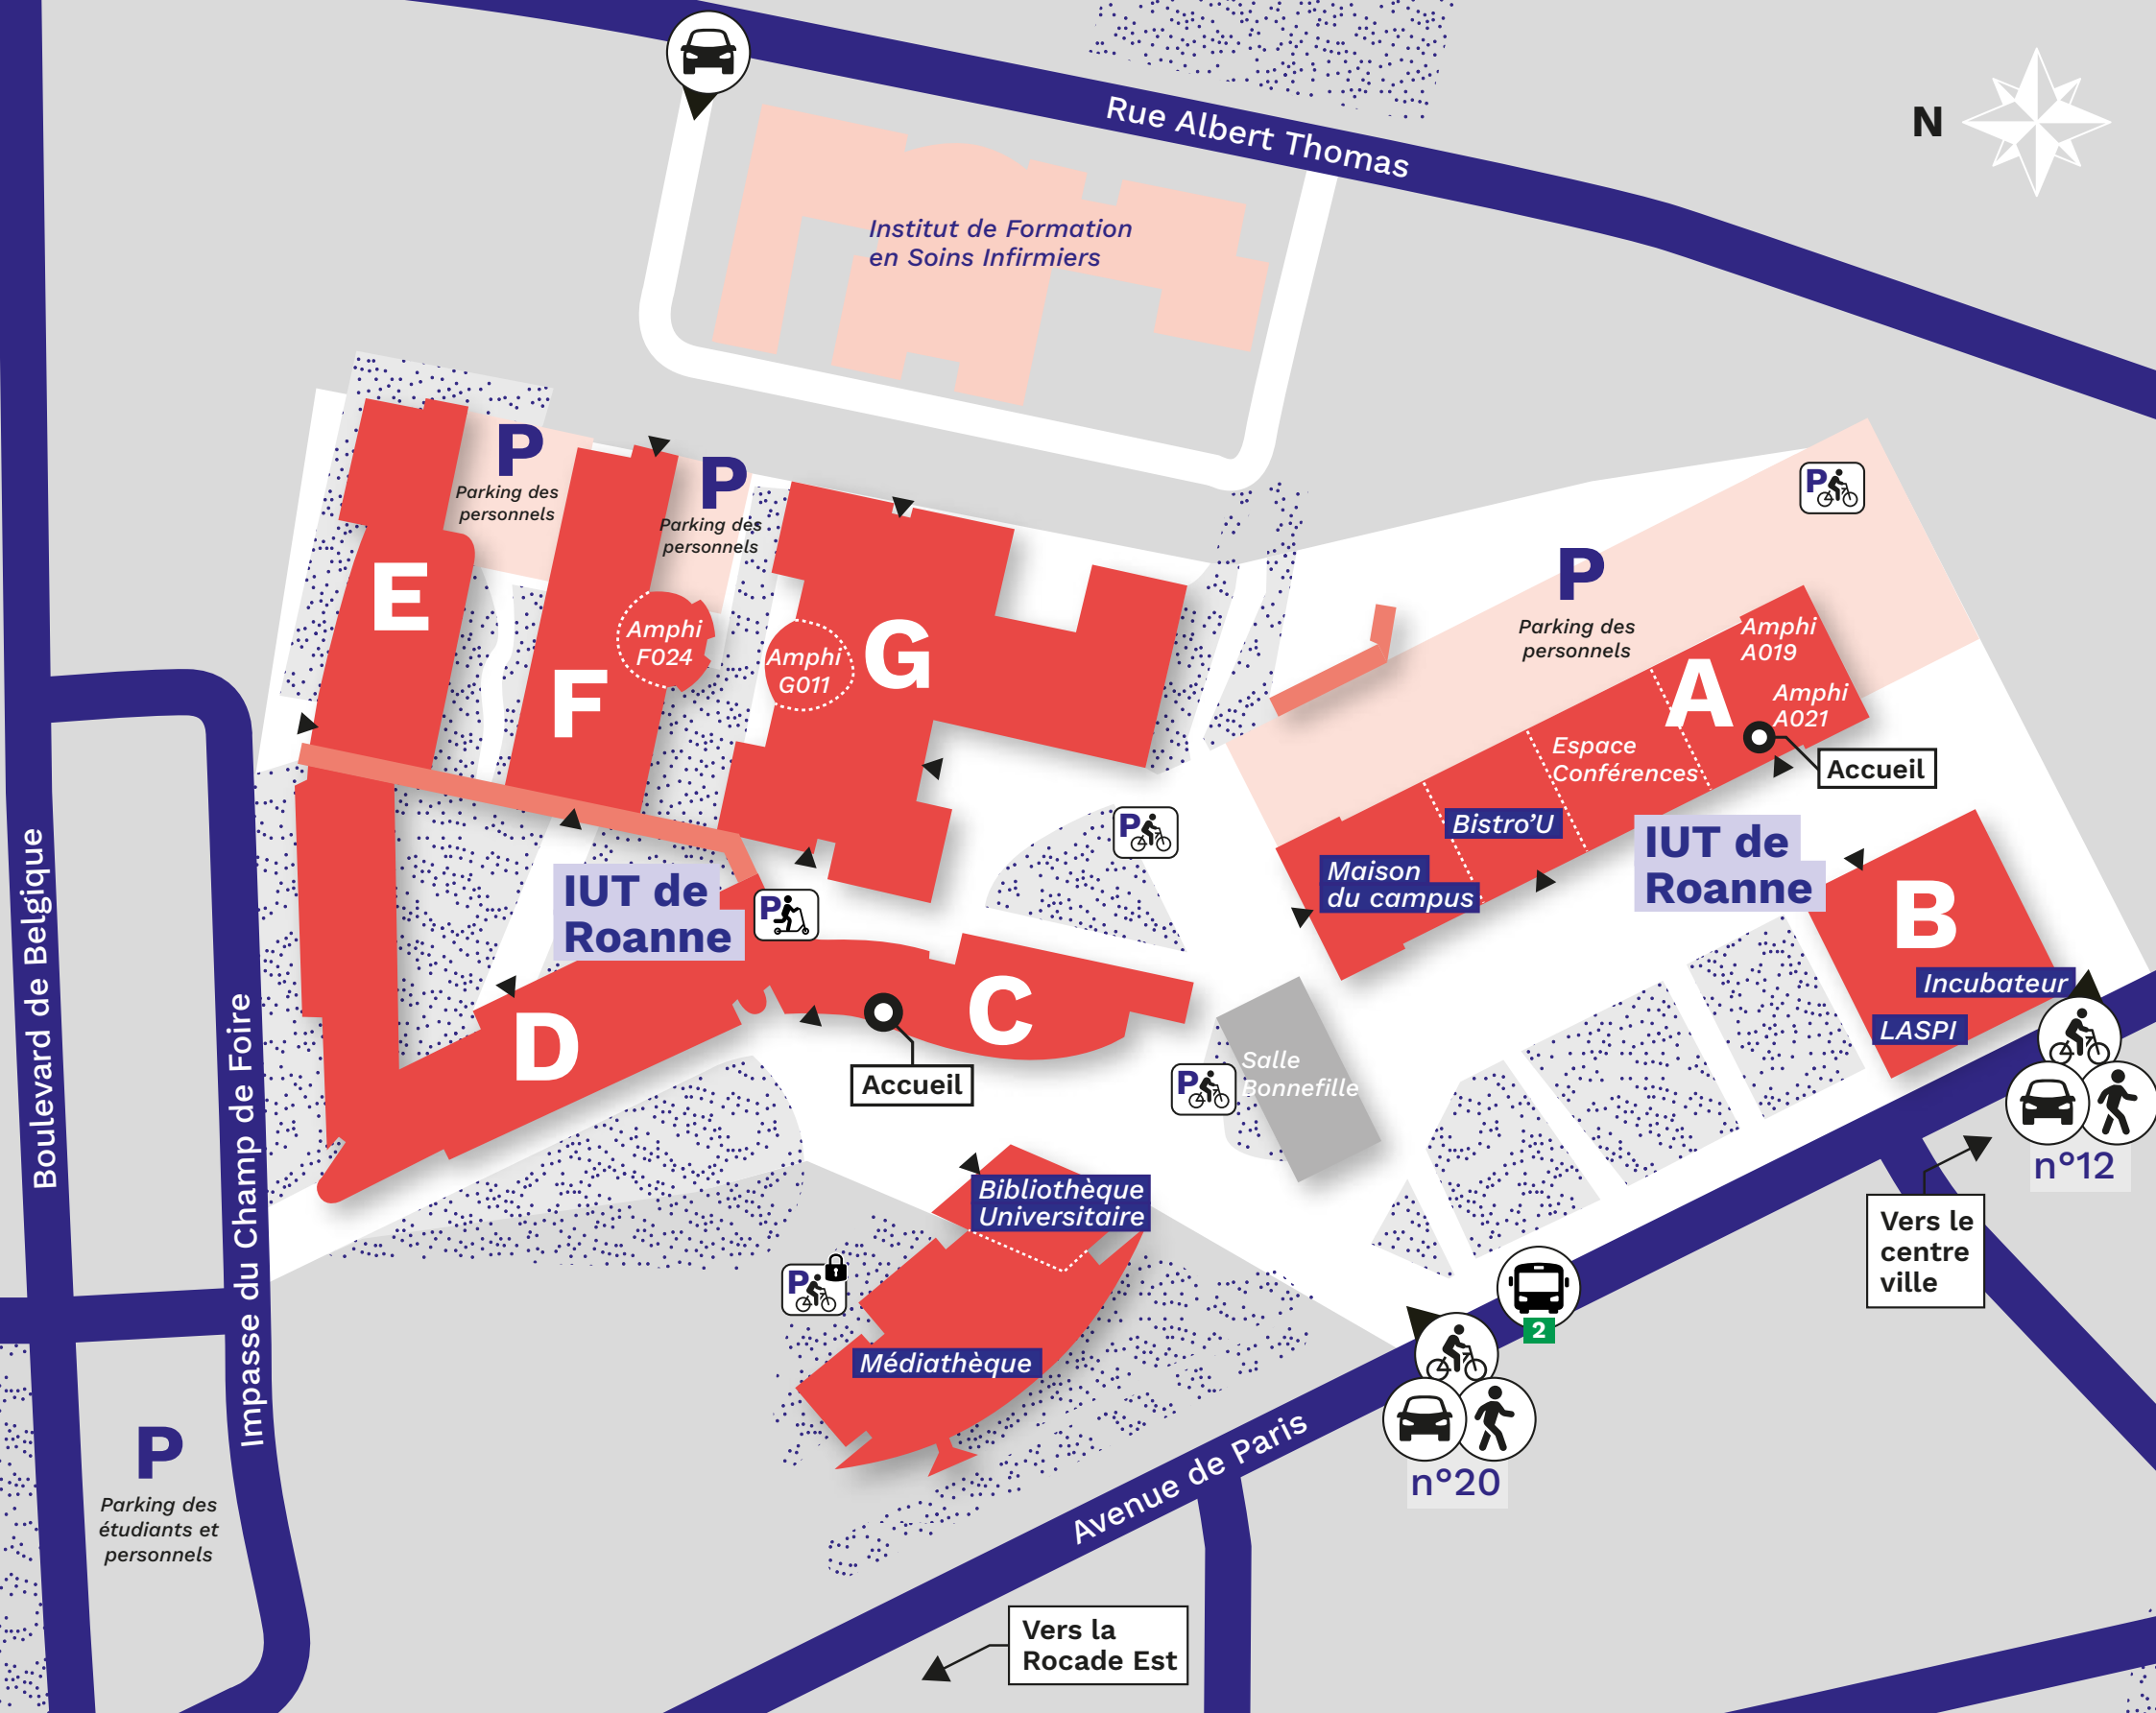 Rue Albert Thomas
N
Institut de Formation
en Soins Infirmiers
P
Parking des
personnels
P
Parking des
personnels
P
P
Parking des
personnels
E
F
G
Amphi
F024
Amphi
G011
A
Amphi
A019
Amphi
A021
Espace
Conférences
Accueil
Bistro'U
Maison
du campus
IUT de
Roanne
B
Incubateur
LASPI
P
IUT de
Roanne
P
D
C
Accueil
P
Salle
Bonnefille
n°12
Vers le
centre
ville
Bibliothèque
Universitaire
P
Médiathèque
2
n°20
Avenue de Paris
Vers la
Rocade Est
Boulevard de Belgique
Impasse du Champ de Foire
P
Parking des
étudiants et
personnels